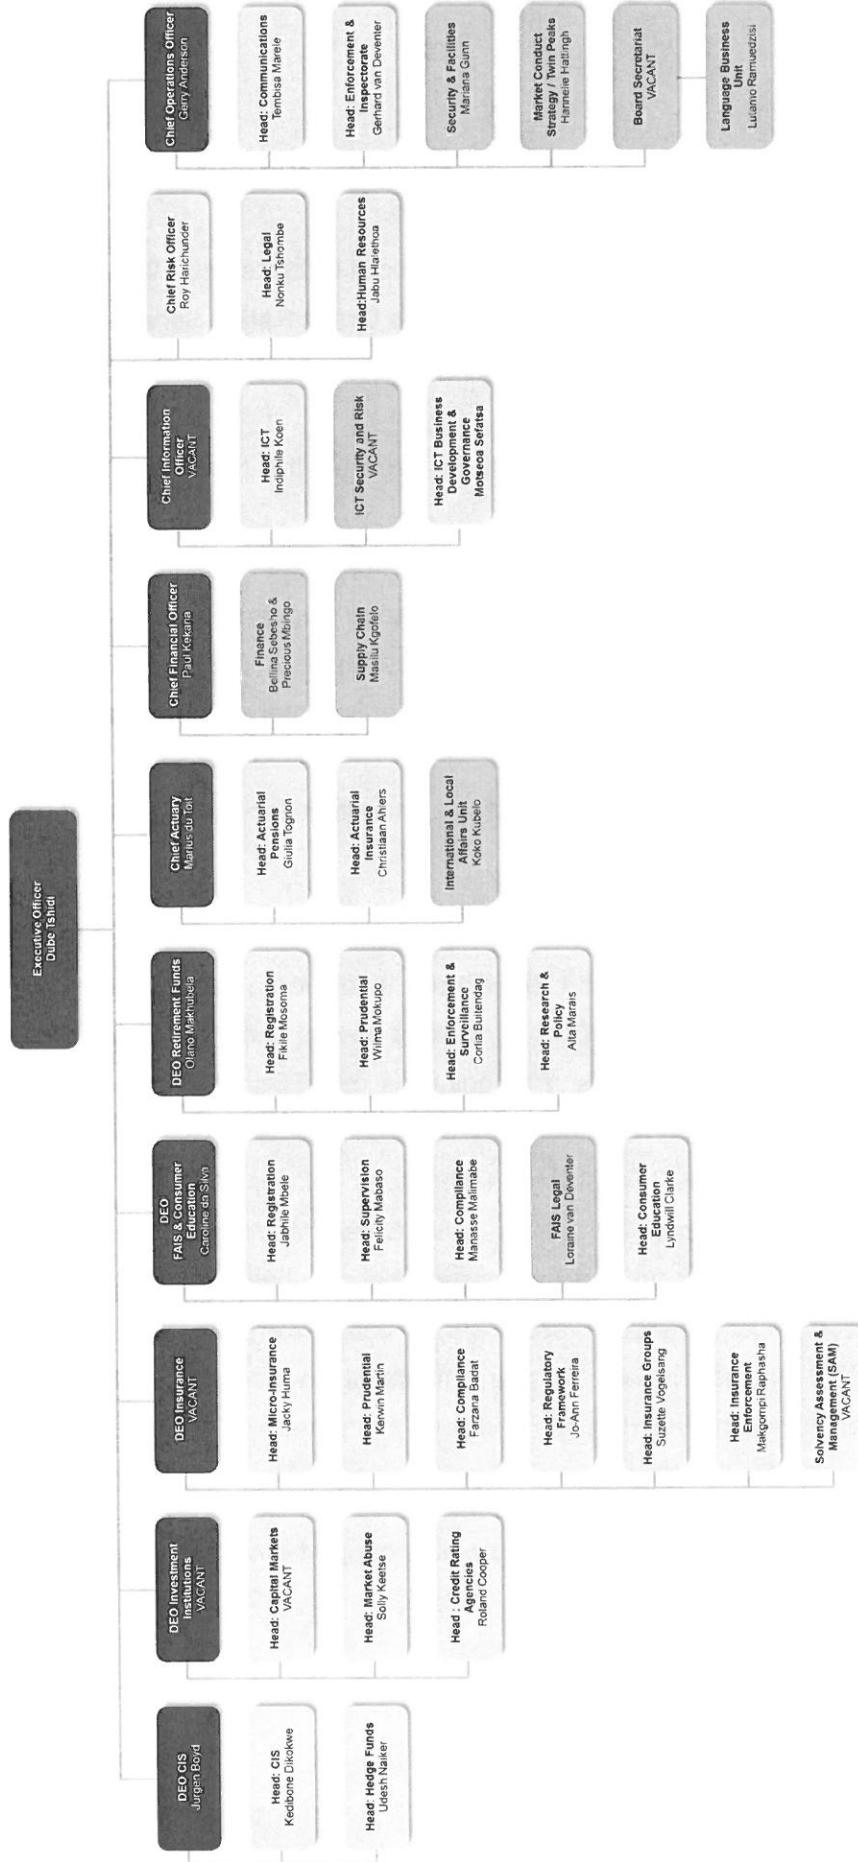 Executive Officer
Dube Tshidi
DEO CIS
Jurgen Boyd
Head: CIS
Kedibone Dikokwe
Head: Hedge Funds
Udesh Naiker
DEO Investment
Institutions
VACANT
Head: Capital Markets
VACANT
Head: Market Abuse
Solly Keetse
Head : Credit Rating
Agencies
Roland Cooper
DEO Insurance
VACANT
Head: Micro-Insurance
Jacky Huma
Head: Prudential
Kerwin Martin
Head: Compliance
Farzana Badat
Head: Regulatory
Framework
Jo-Ann Ferreira
Head: Insurance Groups
Suzette Vogelsang
Head: Insurance
Enforcement
Makgompi Raphasha
Solvency Assessment &
Management (SAM)
VACANT
DEO
FAIS & Consumer
Education
Caroline da Silva
Head: Registration
Jabhile Mbele
Head: Supervision
Felicity Mabaso
Head: Compliance
Manasse Malimabe
FAIS Legal
Loraine van Deventer
Head: Consumer
Education
Lyndwill Clarke
DEO Retirement Funds
Olano Makhubela
Head: Registration
Fikile Mosoma
Head: Prudential
Wilma Mokupo
Head: Enforcement &
Surveillance
Corlia Buitendag
Head: Research &
Policy
Alta Marais
Chief Actuary
Marius du Toit
Head: Actuarial
Pensions
Giulia Tognon
Head: Actuarial
Insurance
Christiaan Ahlers
International & Local
Affairs Unit
Koko Kubelo
Chief Financial Officer
Paul Kekana
Finance
Bellina Sebesho &
Precious Mbingo
Supply Chain
Masilu Kgofelo
Chief Information
Officer
VACANT
Head: ICT
Indiphile Koen
ICT Security and Risk
VACANT
Head: ICT Business
Development &
Governance
Motseoa Sefatsa
Chief Risk Officer
Roy Harichunder
Head: Legal
Nonku Tshombe
Head:Human Resources
Jabu Hlalethoa
Chief Operations Officer
Gerry Anderson
Head: Communications
Tembisa Marele
Head: Enforcement &
Inspectorate
Gerhard van Deventer
Security & Facilities
Mariana Gunn
Market Conduct
Strategy / Twin Peaks
Hannelie Hattingh
Board Secretariat
VACANT
Language Business
Unit
Lutamo Ramuedzisi